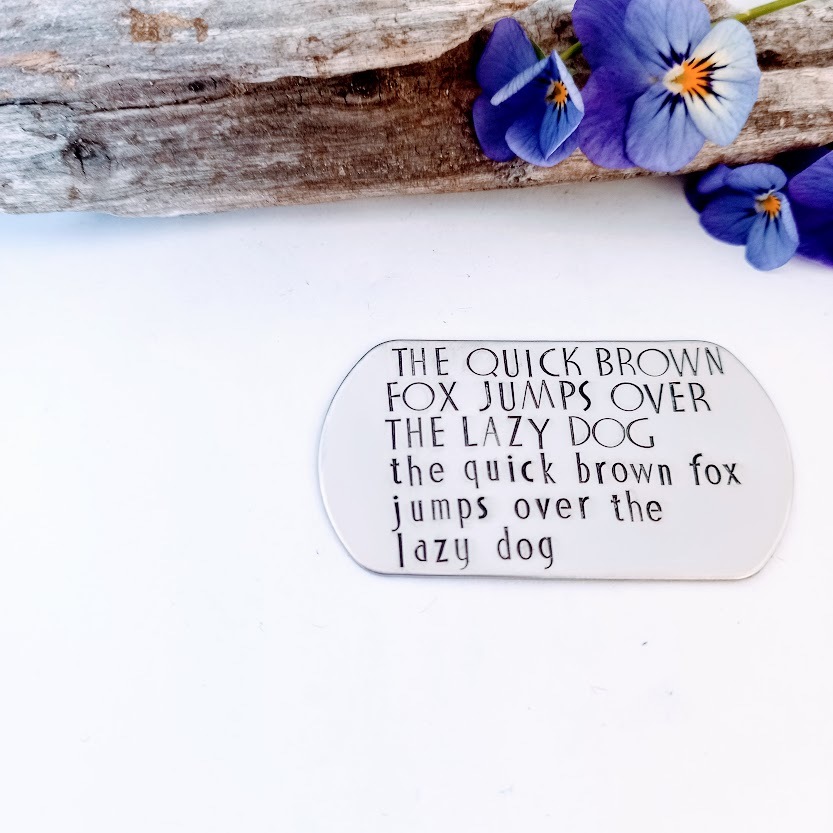 THE QUICK BROWN
FOX JUMPS OVER
THE LAZY DOG
the quick brown fox
jumps over the
lazy dog